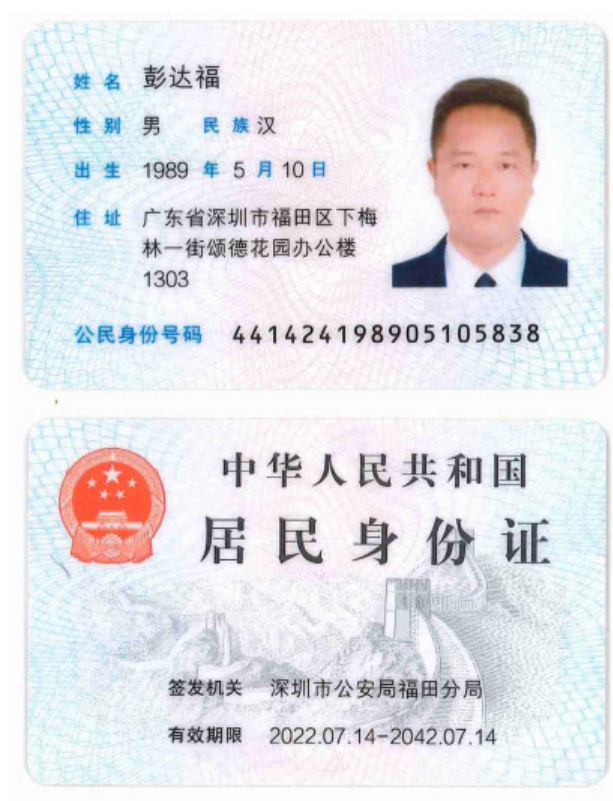 姓名 彭达福
性别 男 民族 汉
出生 1989 年 5 月 10 日
住址 广东省深圳市福田区下梅
林一街颂德花园办公楼
1303
公民身份号码 441424198905105838
中华人民共和国
居民身份证
签发机关 深圳市公安局福田分局
有效期限 2022.07.14-2042.07.14